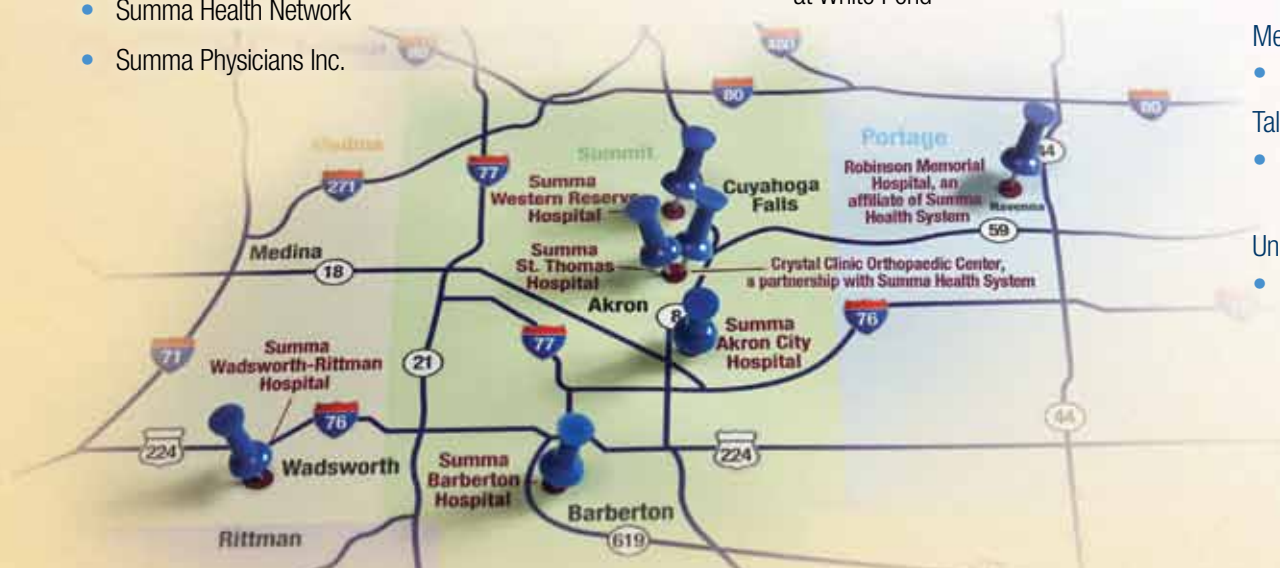 Summa Health Network
at White Pond
Summa Physicians Inc.
480
80
80
Medina
Summit
Portage
44
77
271
Summa
Western Reserve
Hospital
Cuyahoga
Falls
Robinson Memorial
Hospital, an
affiliate of Summa
Health System
Ravenna
59
Medina
18
Summa
St. Thomas
Hospital
Crystal Clinic Orthopaedic Center,
a partnership with Summa Health System
Akron
8
76
Summa
Akron City
Hospital
77
71
21
Summa
Wadsworth-Rittman
Hospital
76
44
224
224
Wadsworth
Summa
Barberton
Hospital
Barberton
619
Rittman
Me
Tal
Un